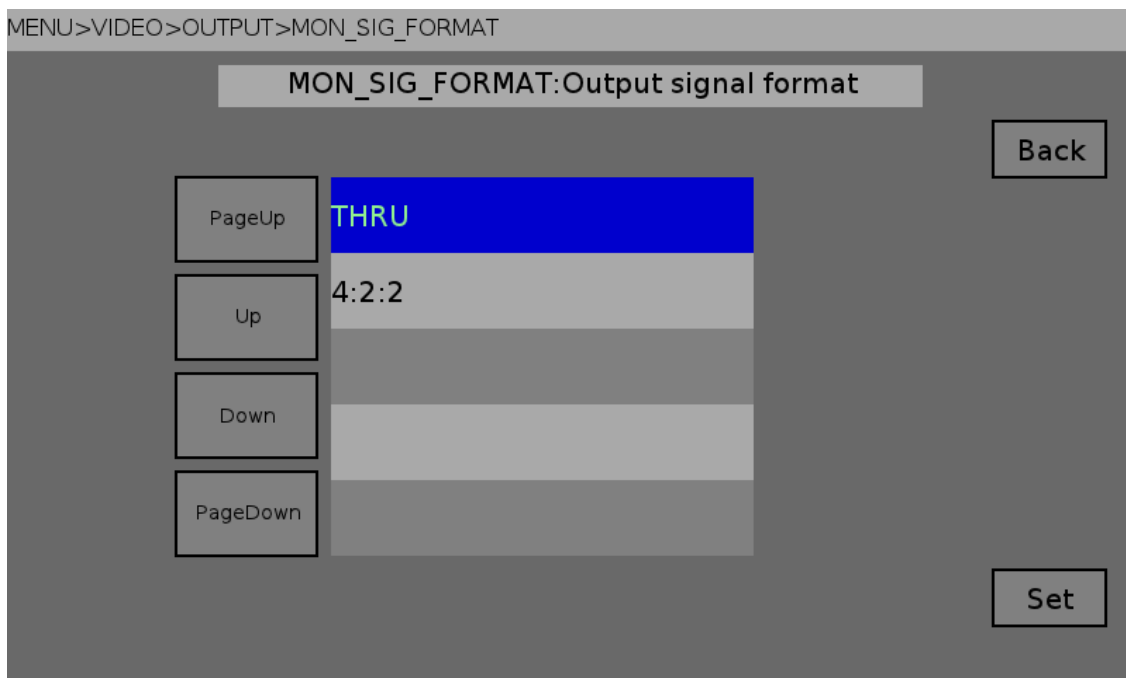 MENU>VIDEO>OUTPUT>MON_SIG_FORMAT
MON_SIG_FORMAT:Output signal format
Back
PageUp
THRU
Up
4:2:2
Down
PageDown
Set